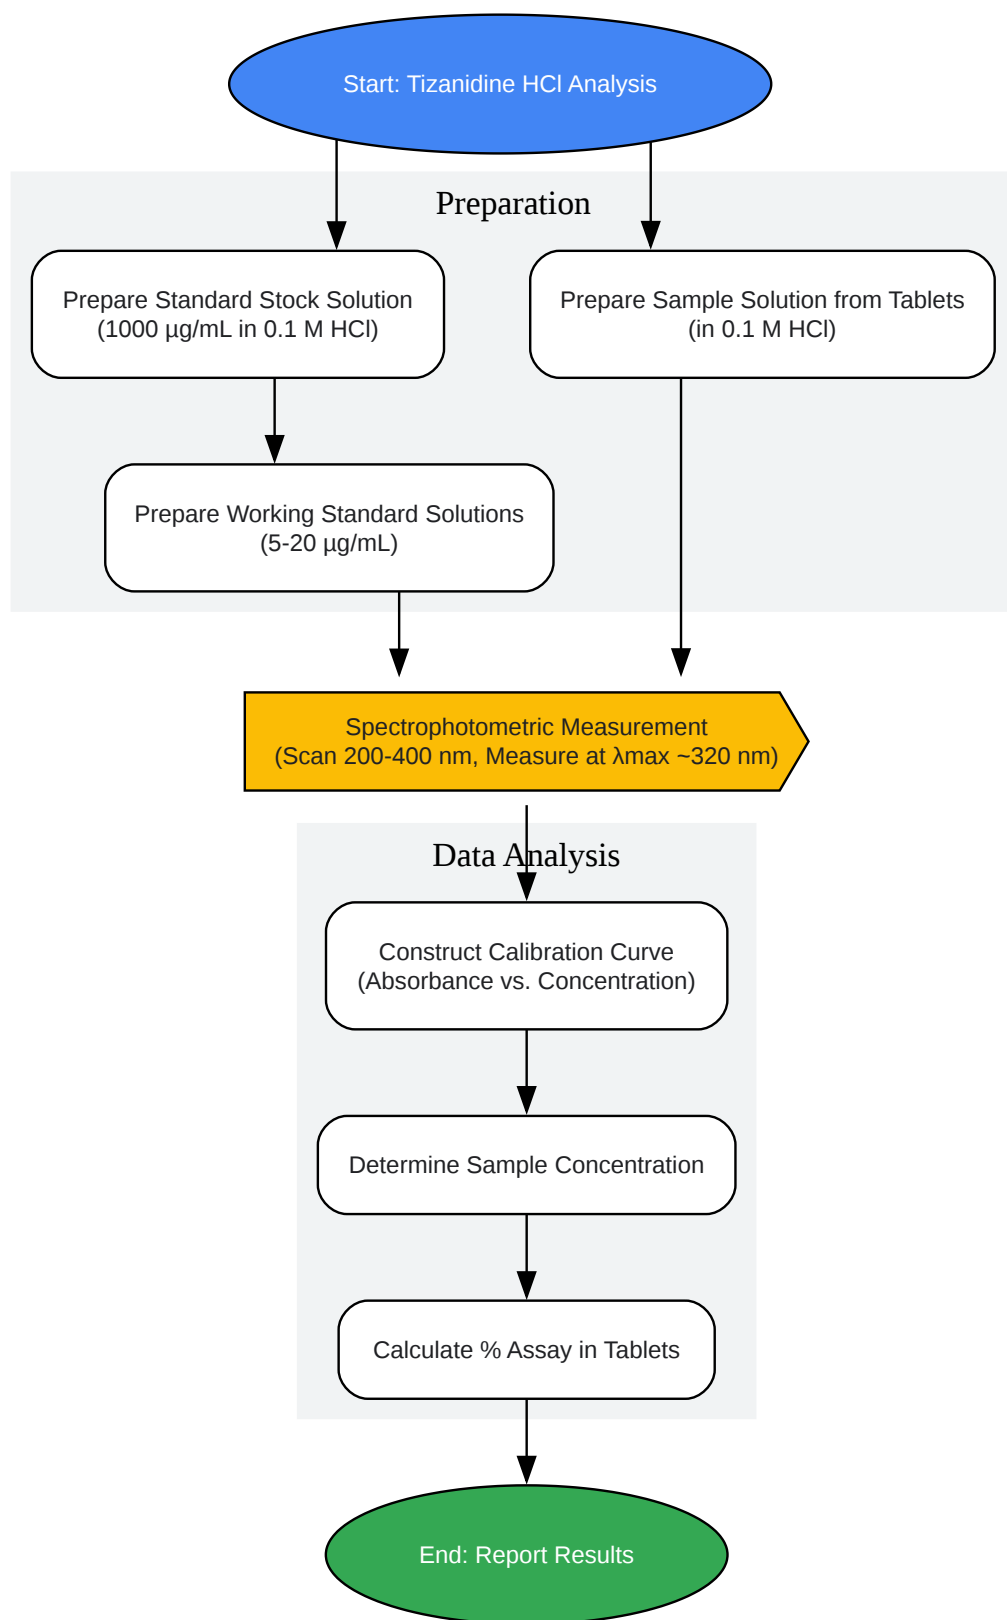 Start: Tizanidine HCl Analysis
Preparation
Prepare Standard Stock Solution
(1000 µg/mL in 0.1 M HCl)
Prepare Sample Solution from Tablets
(in 0.1 M HCl)
Prepare Working Standard Solutions
(5-20 µg/mL)
Spectrophotometric Measurement
(Scan 200-400 nm, Measure at λmax ~320 nm)
Data Analysis
Construct Calibration Curve
(Absorbance vs. Concentration)
Determine Sample Concentration
Calculate % Assay in Tablets
End: Report Results